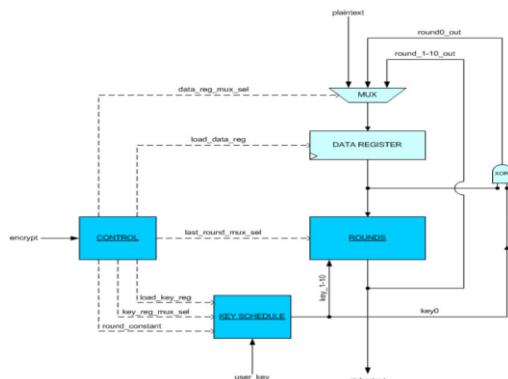 plaintext
round0_out
round_1-10_out
data_reg_mux_sel
MUX
load_data_reg
DATA REGISTER
XOR
encrypt
CONTROL
last_round_mux_sel
ROUNDS
load_key_reg
key_1-10
key_reg_mux_sel
KEY SCHEDULE
key0
round_constant
user_key